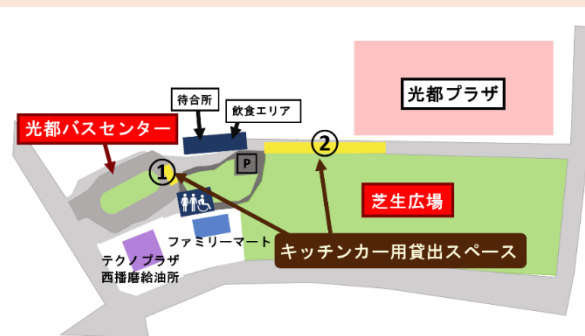 待合所
飲食エリア
光都プラザ
光都バスセンター
②
P
①
芝生広場
ファミリーマート
キッチンカー用貸出スペース
テクノプラザ
西播磨給油所